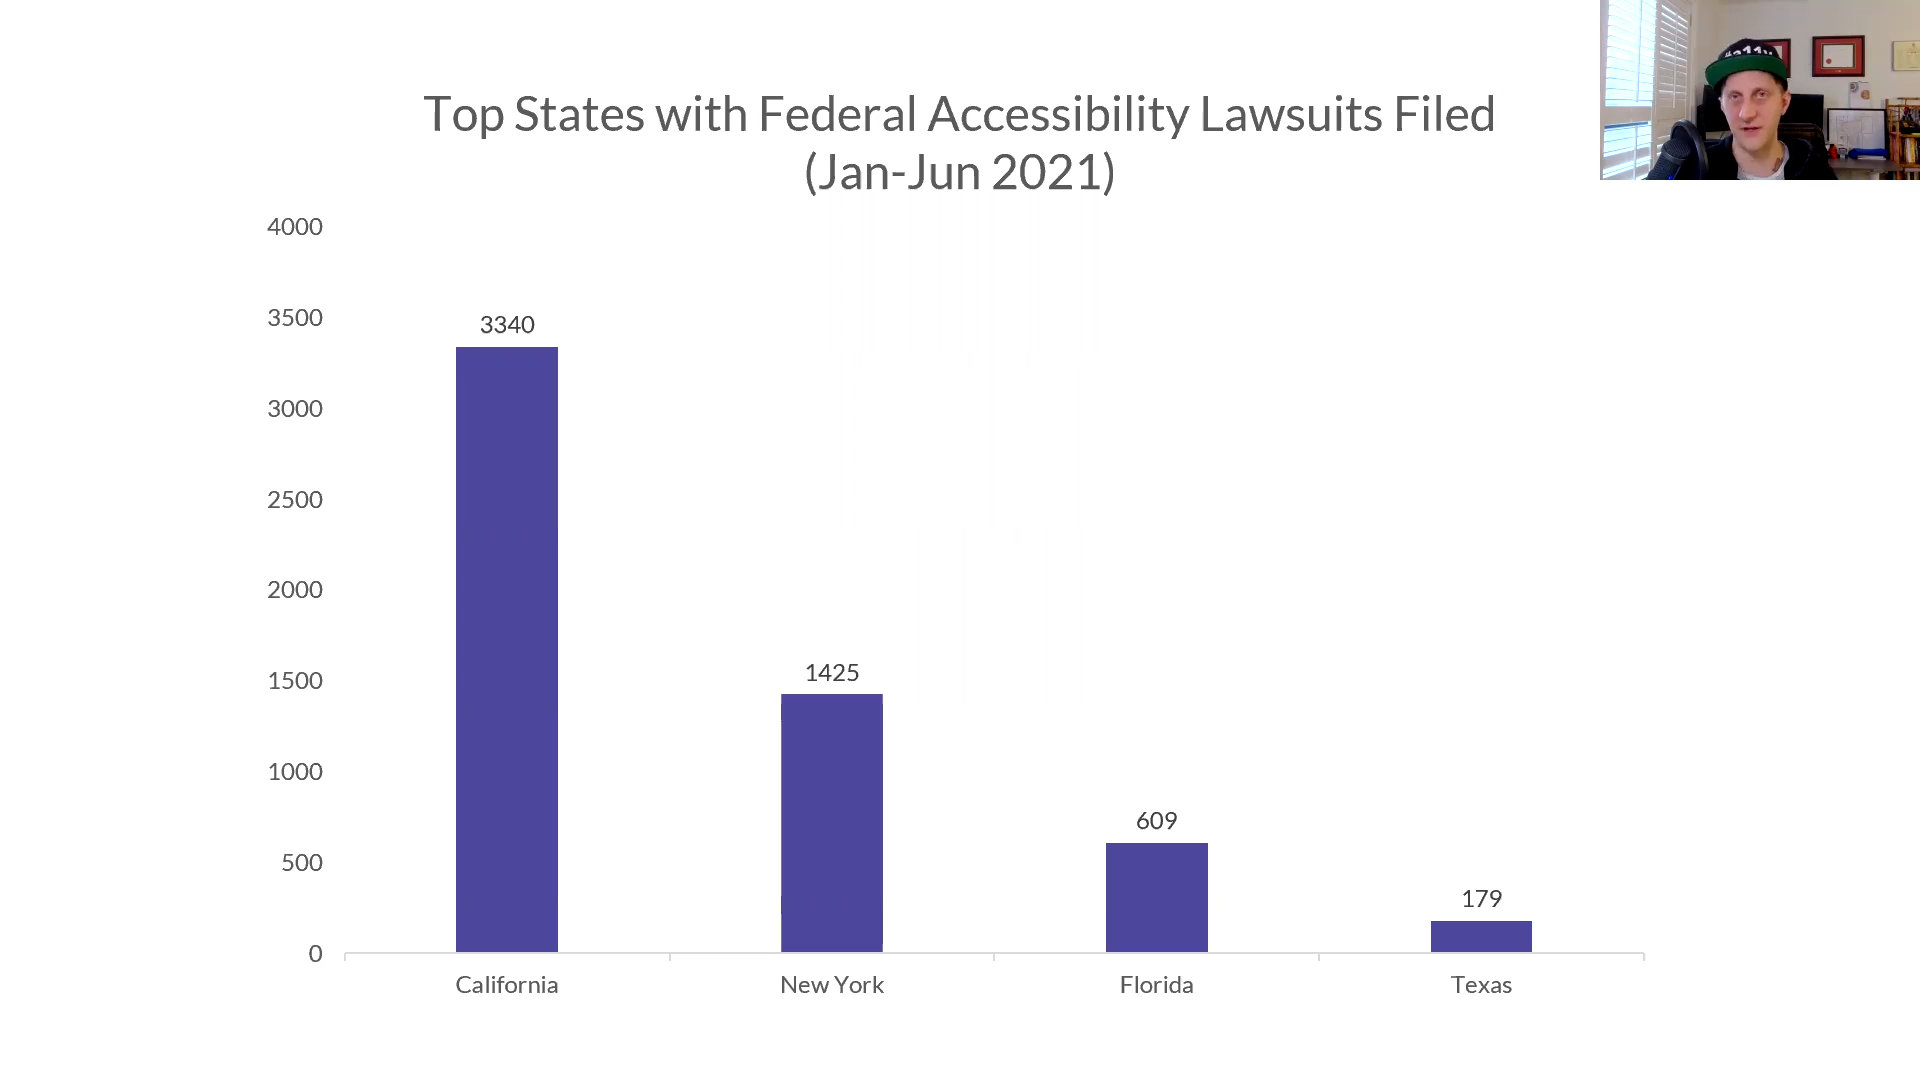 Top States with Federal Accessibility Lawsuits Filed
(Jan-Jun 2021)
4000
3500
3340
3000
2500
2000
1500
1425
1000
609
500
179
0
California
New York
Florida
Texas
#a11y